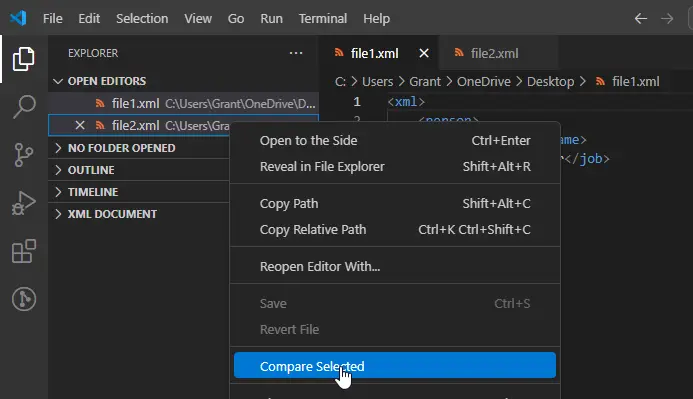 File Edit Selection View Go Run Terminal Help
EXPLORER
file1.xml file2.xml
OPEN EDITORS
C: > Users > Grant > OneDrive > Desktop > file1.xml
file1.xml C:\Users\Grant\OneDrive\D...
1 <xml>
file2.xml C:\Users\Gra
2 <person>
NO FOLDER OPENED
OUTLINE
TIMELINE
XML DOCUMENT
ame>
r</job>
Open to the Side Ctrl+Enter
Reveal in File Explorer Shift+Alt+R
Copy Path Shift+Alt+C
Copy Relative Path Ctrl+K Ctrl+Shift+C
Reopen Editor With...
Save Ctrl+S
Revert File
Compare Selected